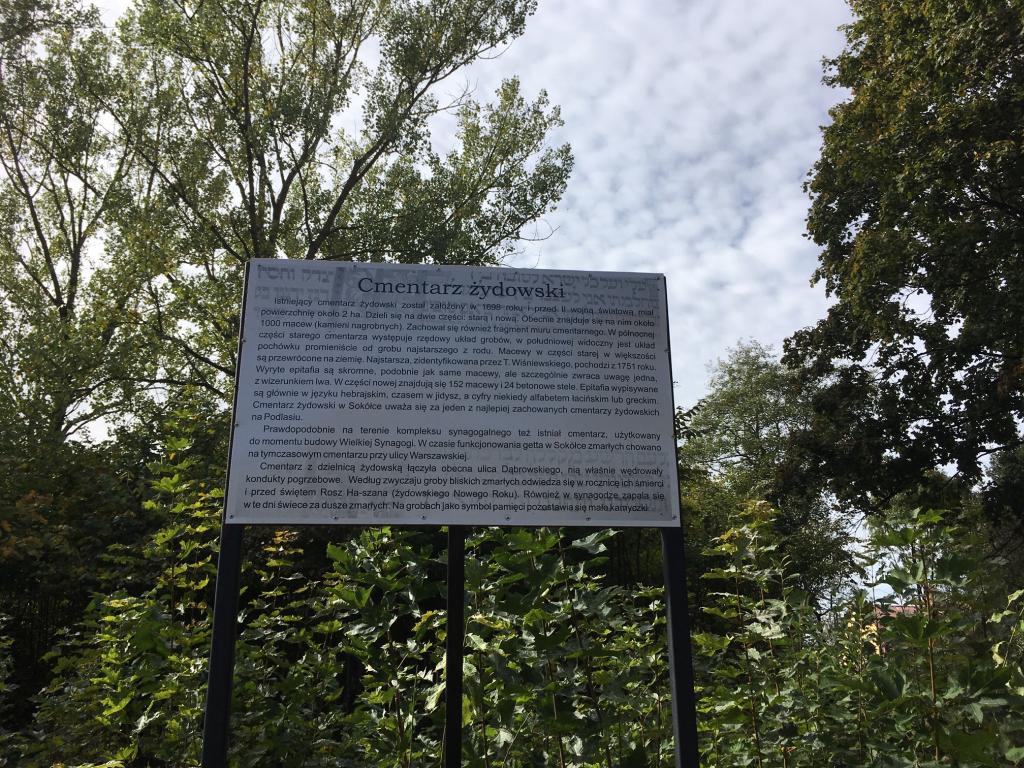 Cmentarz żydowski
Istniejący cmentarz żydowski został założony w 1698 roku i przed II wojną światową miał
powierzchnię około 2 ha. Dzieli się na dwie części: starą i nową. Obecnie znajduje się na nim około
1000 macew (kamieni nagrobnych). Zachował się również fragment muru cmentarnego. W północnej
części starego cmentarza występuje rzędowy układ grobów, w południowej widoczny jest układ
pochówku promieniście od grobu najstarszego z rodu. Macewy w części starej w większości
są przewrócone na ziemię. Najstarsza, zidentyfikowana przez T. Wiśniewskiego, pochodzi z 1751 roku.
Wyryte epitafia są skromne, podobnie jak same macewy, ale szczególnie zwraca uwagę jedna,
z wizerunkiem lwa. W części nowej znajdują się 152 macewy i 24 betonowe stele. Epitafia wypisywane
są głównie w języku hebrajskim, czasem w jidysz, a cyfry niekiedy alfabetem łacińskim lub greckim.
Cmentarz żydowski w Sokółce uważa się za jeden z najlepiej zachowanych cmentarzy żydowskich
na Podlasiu.
Prawdopodobnie na terenie kompleksu synagogalnego też istniał cmentarz, użytkowany
do momentu budowy Wielkiej Synagogi. W czasie funkcjonowania getta w Sokółce zmarłych chowano
na tymczasowym cmentarzu przy ulicy Warszawskiej.
Cmentarz z dzielnicą żydowską łączyła obecna ulica Dąbrowskiego, nią właśnie wędrowały
kondukty pogrzebowe. Według zwyczaju groby bliskich zmarłych odwiedza się w rocznicę ich śmierci
i przed świętem Rosz Ha-szana (żydowskiego Nowego Roku). Również w synagodze zapala się
w te dni świece za dusze zmarłych. Na grobach jako symbol pamięci pozostawia się małe kamyczki.